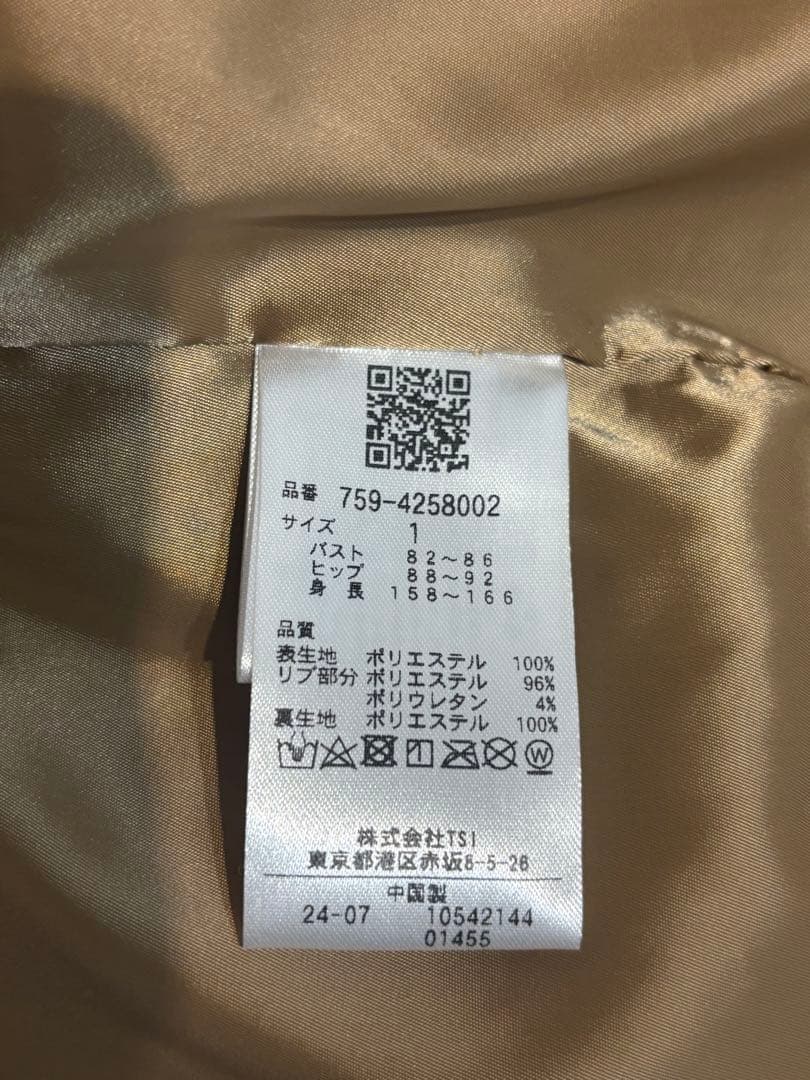 品番 759-4258002
サイズ 1
バスト 82～86
ヒップ 88～92
身長 158～166
品質
表生地 ポリエステル 100%
リブ部分 ポリエステル 96%
ポリウレタン 4%
裏生地 ポリエステル 100%
W
株式会社TSI
東京都港区赤坂8-5-26
中国製
24-07 10542144
01455